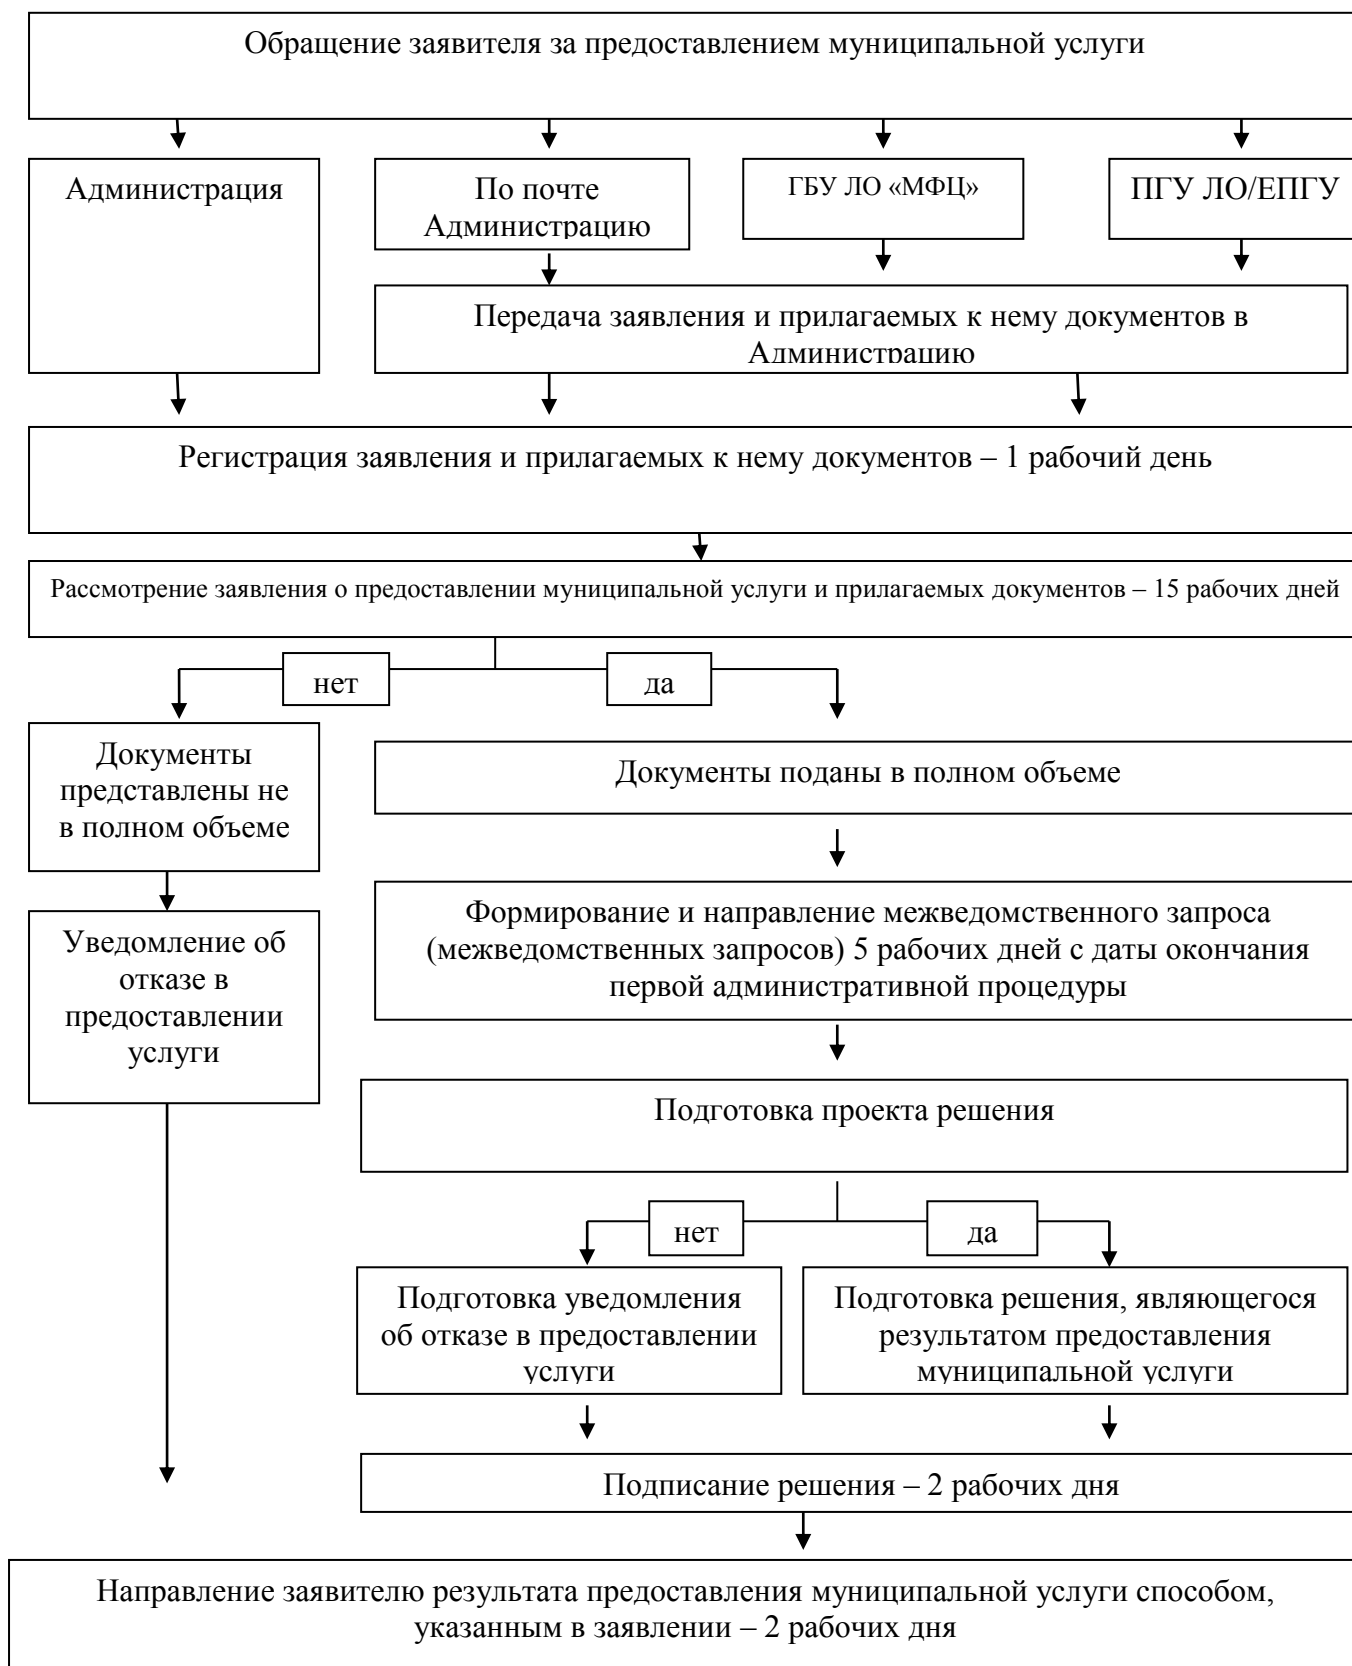 Обращение заявителя за предоставлением муниципальной услуги
Администрация
По почте
Администрацию
ГБУ ЛО «МФЦ»
ПГУ ЛО/ЕПГУ
Передача заявления и прилагаемых к нему документов в
Администрацию
Регистрация заявления и прилагаемых к нему документов – 1 рабочий день
Рассмотрение заявления о предоставлении муниципальной услуги и прилагаемых документов – 15 рабочих дней
нет
да
Документы
представлены не
в полном объеме
Документы поданы в полном объеме
Уведомление об
отказе в
предоставлении
услуги
Формирование и направление межведомственного запроса
(межведомственных запросов) 5 рабочих дней с даты окончания
первой административной процедуры
Подготовка проекта решения
нет
да
Подготовка уведомления
об отказе в предоставлении
услуги
Подготовка решения, являющегося
результатом предоставления
муниципальной услуги
Подписание решения – 2 рабочих дня
Направление заявителю результата предоставления муниципальной услуги способом,
указанным в заявлении – 2 рабочих дня